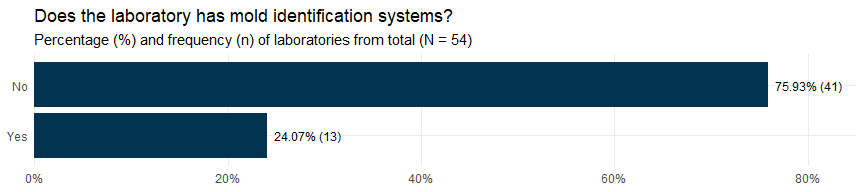 Does the laboratory has mold identification systems?
Percentage (%) and frequency (n) of laboratories from total (N = 54)
No 75.93% (41)
Yes 24.07% (13)
0% 20% 40% 60% 80%